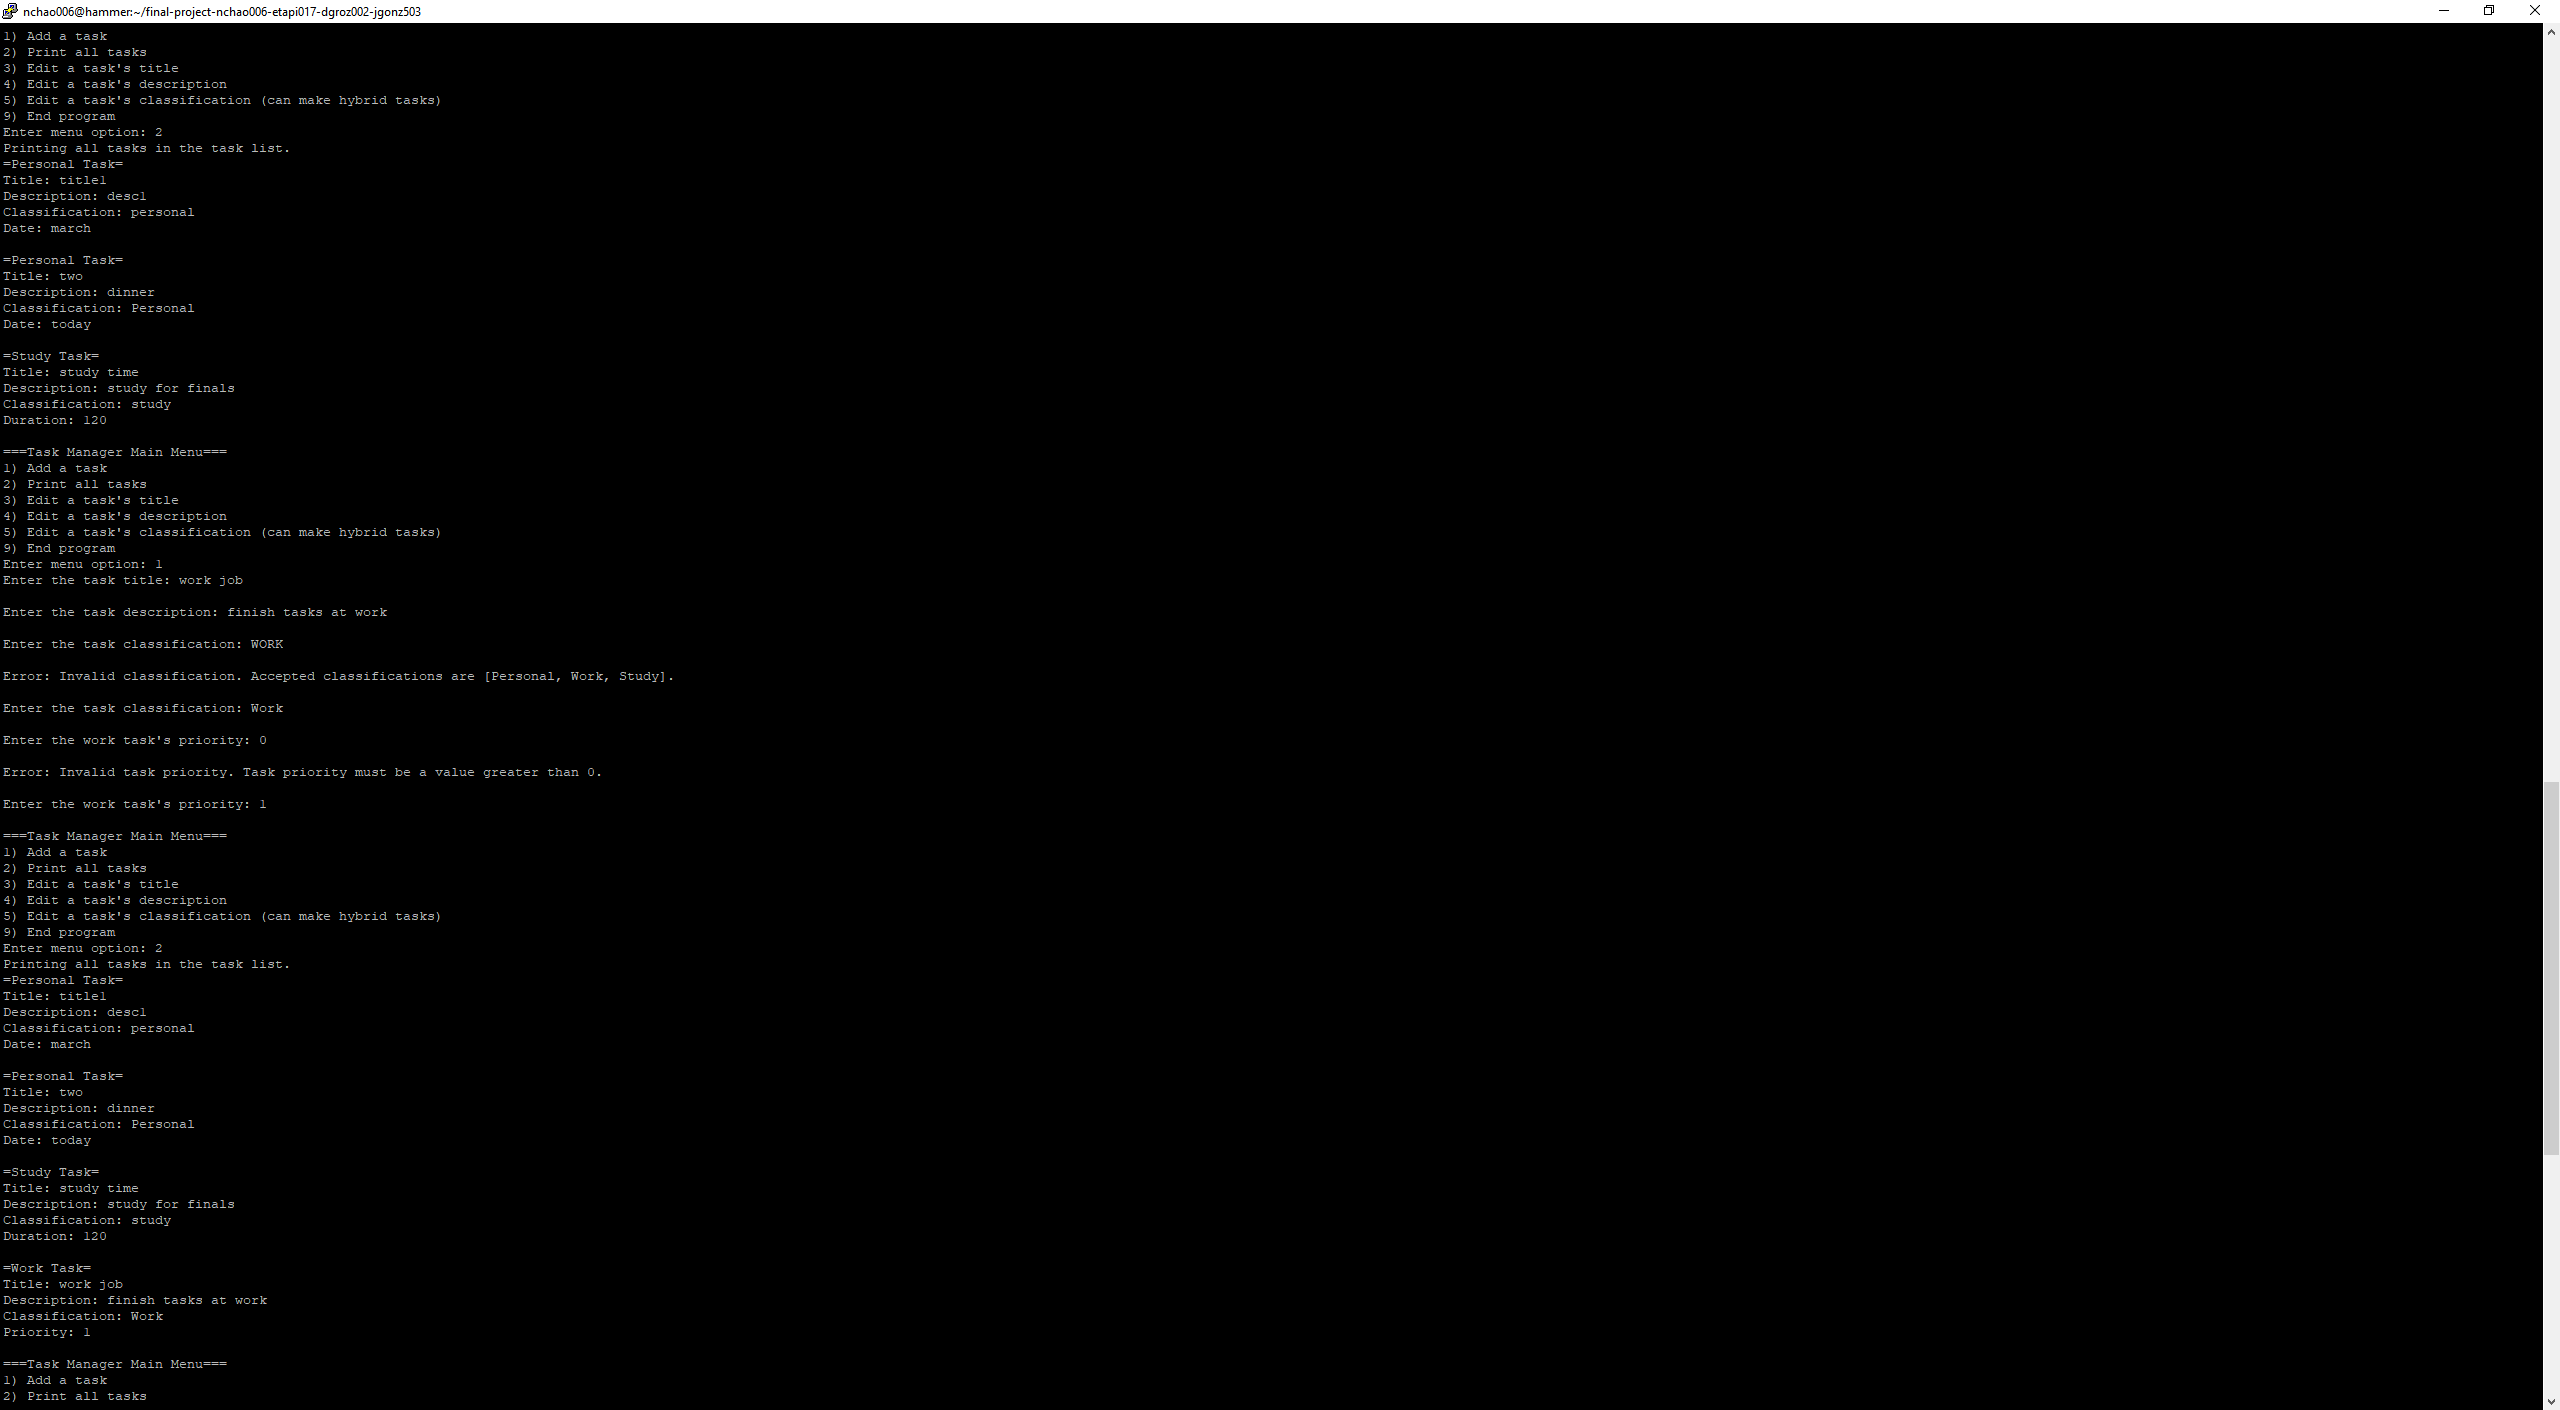 nchao006@hammer:~/final-project-nchao006-etapi017-dgroz002-jgonz503
1) Add a task
2) Print all tasks
3) Edit a task's title
4) Edit a task's description
5) Edit a task's classification (can make hybrid tasks)
9) End program
Enter menu option: 2
Printing all tasks in the task list.
=Personal Task=
Title: title1
Description: desc1
Classification: personal
Date: march

=Personal Task=
Title: two
Description: dinner
Classification: Personal
Date: today

=Study Task=
Title: study time
Description: study for finals
Classification: study
Duration: 120

===Task Manager Main Menu===
1) Add a task
2) Print all tasks
3) Edit a task's title
4) Edit a task's description
5) Edit a task's classification (can make hybrid tasks)
9) End program
Enter menu option: 1
Enter the task title: work job

Enter the task description: finish tasks at work

Enter the task classification: WORK

Error: Invalid classification. Accepted classifications are [Personal, Work, Study].

Enter the task classification: Work

Enter the work task's priority: 0

Error: Invalid task priority. Task priority must be a value greater than 0.

Enter the work task's priority: 1

===Task Manager Main Menu===
1) Add a task
2) Print all tasks
3) Edit a task's title
4) Edit a task's description
5) Edit a task's classification (can make hybrid tasks)
9) End program
Enter menu option: 2
Printing all tasks in the task list.
=Personal Task=
Title: title1
Description: desc1
Classification: personal
Date: march

=Personal Task=
Title: two
Description: dinner
Classification: Personal
Date: today

=Study Task=
Title: study time
Description: study for finals
Classification: study
Duration: 120

=Work Task=
Title: work job
Description: finish tasks at work
Classification: Work
Priority: 1

===Task Manager Main Menu===
1) Add a task
2) Print all tasks